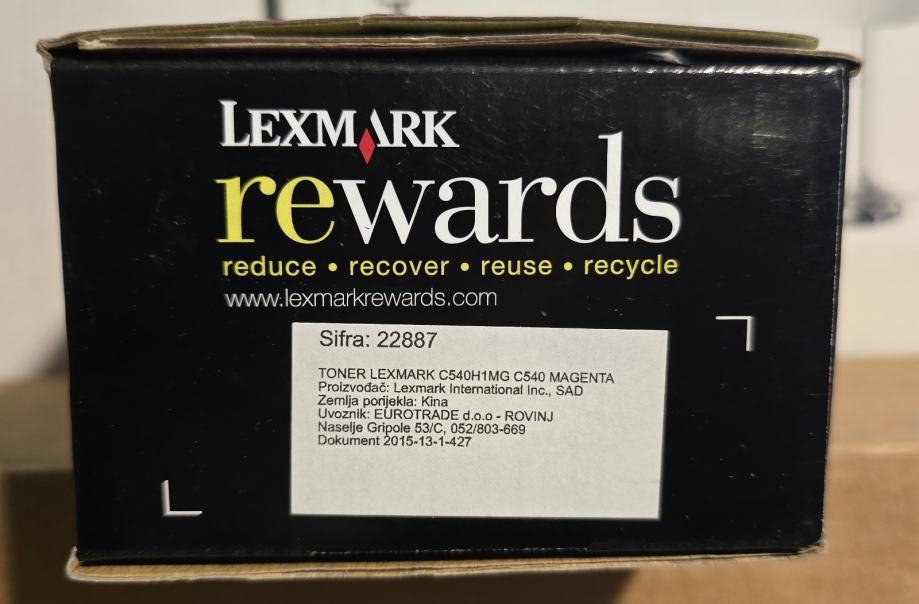 LEXMARK
rewards
reduce • recover • reuse • recycle
www.lexmarkrewards.com
Sifra: 22887
TONER LEXMARK C540H1MG C540 MAGENTA
Proizvođač: Lexmark International Inc., SAD
Zemlja porijekla: Kina
Uvoznik: EUROTRADE d.o.o - ROVINJ
Naselje Gripole 53/C, 052/803-669
Dokument 2015-13-1-427